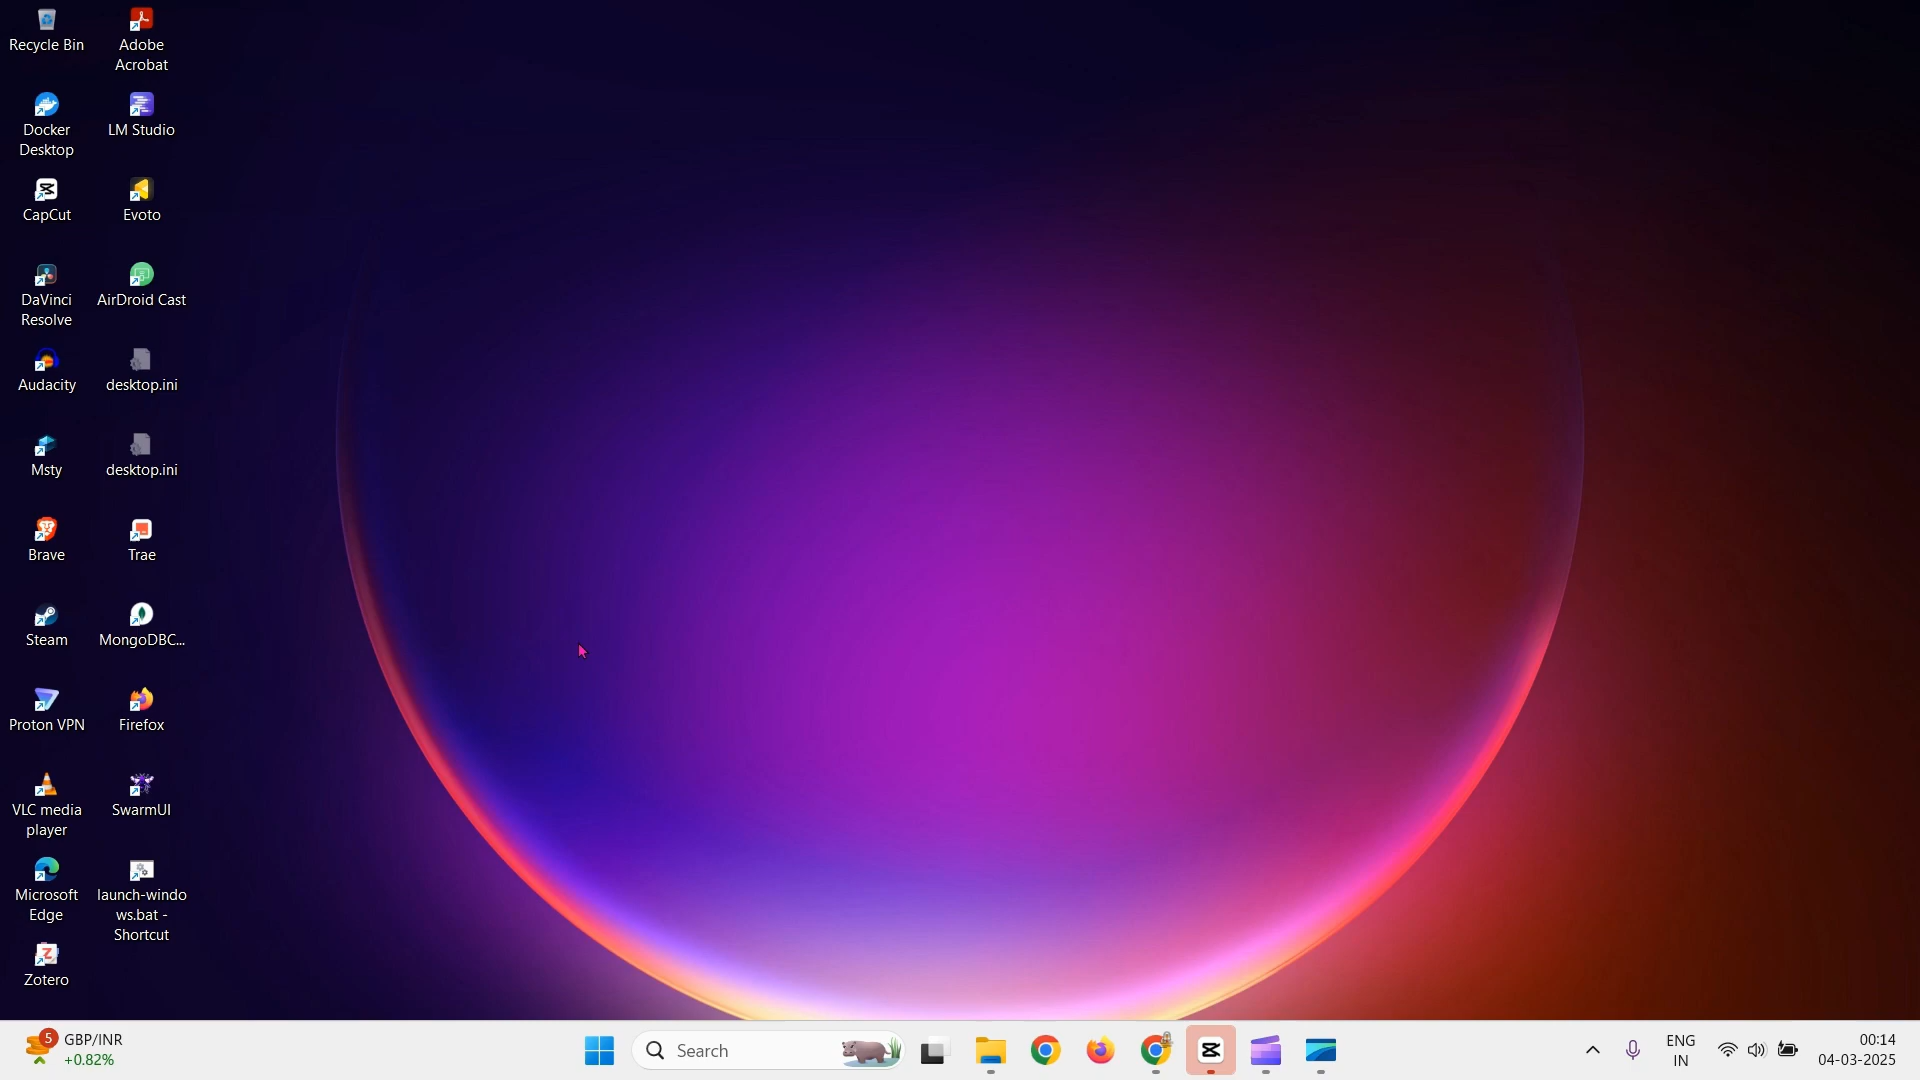 Recycle Bin
Adobe
Acrobat
Docker
Desktop
LM Studio
CapCut
Evoto
DaVinci
Resolve
AirDroid Cast
Audacity
desktop.ini
Msty
desktop.ini
Brave
Trae
Steam
MongoDBC...
Proton VPN
Firefox
VLC media
player
SwarmUI
Microsoft
Edge
launch-windo
ws.bat -
Shortcut
Zotero
5
GBP/INR
+0.82%
Search
ENG
IN
00:14
04-03-2025